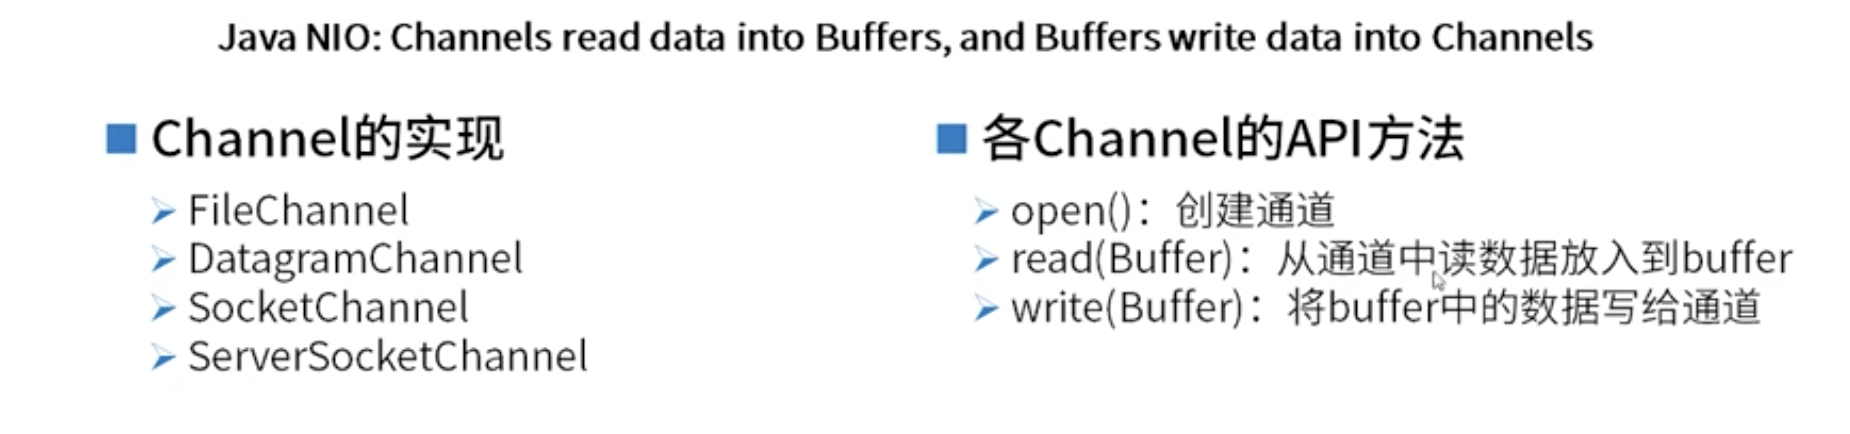 Java NIO: Channels read data into Buffers, and Buffers write data into Channels
Channel的实现
FileChannel
DatagramChannel
SocketChannel
ServerSocketChannel
各Channel的API方法
open()：创建通道
read(Buffer)：从通道中读数据放入到buffer
write(Buffer)：将buffer中的数据写给通道